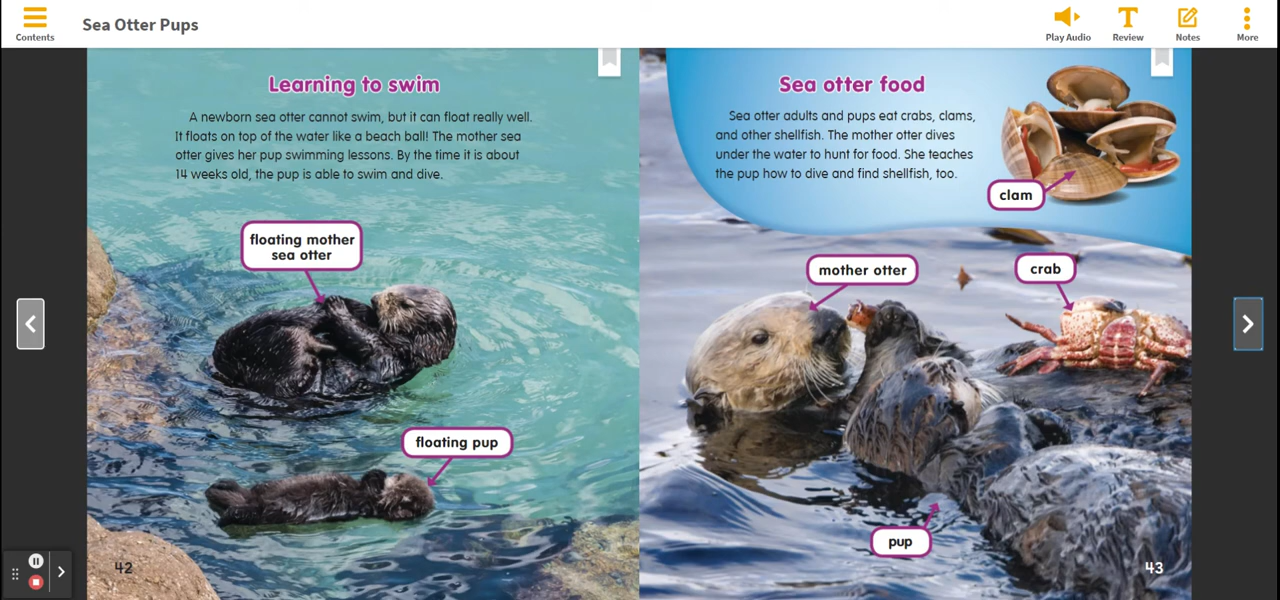 Contents
Sea Otter Pups
Play Audio
Review
Notes
More
Learning to swim
A newborn sea otter cannot swim, but it can float really well.
It floats on top of the water like a beach ball! The mother sea
otter gives her pup swimming lessons. By the time it is about
14 weeks old, the pup is able to swim and dive.
floating mother
sea otter
floating pup
42
Sea otter food
Sea otter adults and pups eat crabs, clams,
and other shellfish. The mother otter dives
under the water to hunt for food. She teaches
the pup how to dive and find shellfish, too.
clam
mother otter
crab
pup
43